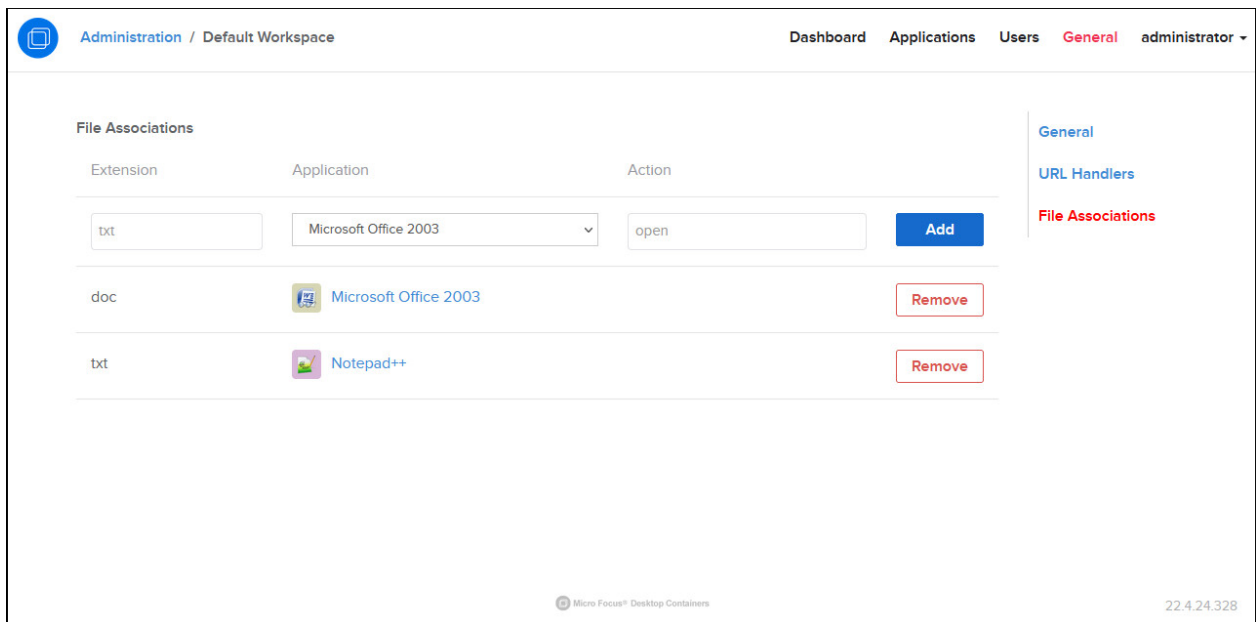 Administration / Default Workspace
Dashboard Applications Users General administrator
File Associations
Extension Application Action
txt Microsoft Office 2003 open Add
doc Microsoft Office 2003 Remove
txt Notepad++ Remove
General
URL Handlers
File Associations
Micro Focus® Desktop Containers
22.4.24.328